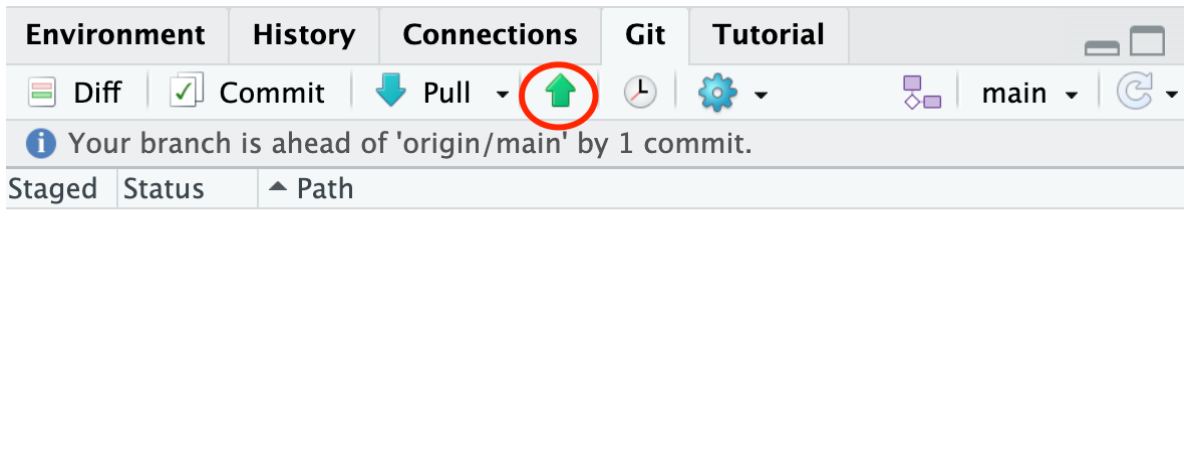 Environment History Connections Git Tutorial
Diff Commit Pull main
Your branch is ahead of 'origin/main' by 1 commit.
Staged Status Path